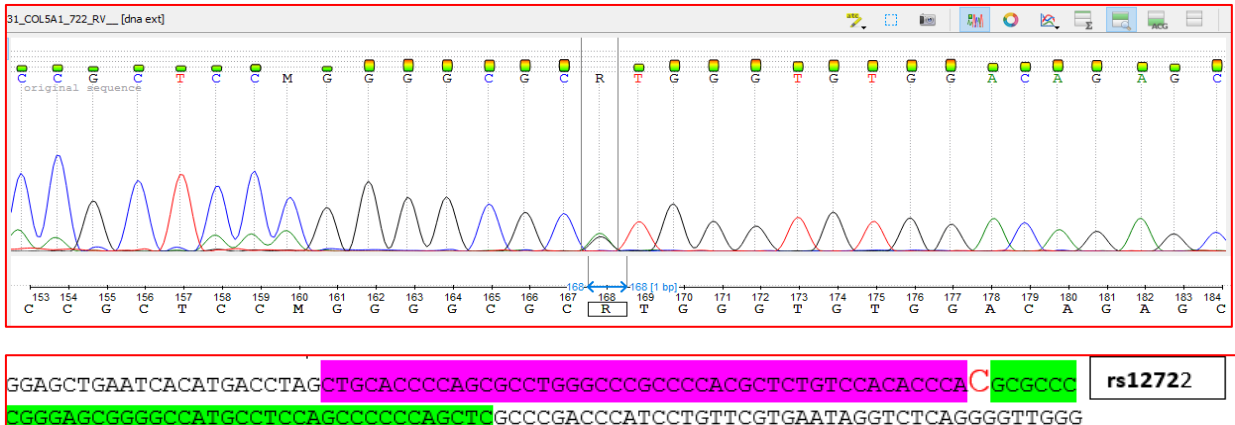 31_COL5A1_722_RV__ [dna ext]
C C G C T C C M G G G G C G C R T G G G T G T G G A C A G A G C
original sequence
168 168 [1 bp]
153 154 155 156 157 158 159 160 161 162 163 164 165 166 167 168 169 170 171 172 173 174 175 176 177 178 179 180 181 182 183 184
C C G C T C C M G G G G C G C R T G G G T G T G G A C A G A G C
GGAGCTGAATCACATGACCTAGCTGCACCCCAGCGCCTGGGCCCGCCCCACGCTCTGTCCACACCCACGCGCCC rs12722
CGGGAGCGGGGCCATGCCTCCAGCCCCCCAGCTCGCCCGACCCATCCTGTTCGTGAATAGGTCTCAGGGGTTGGG